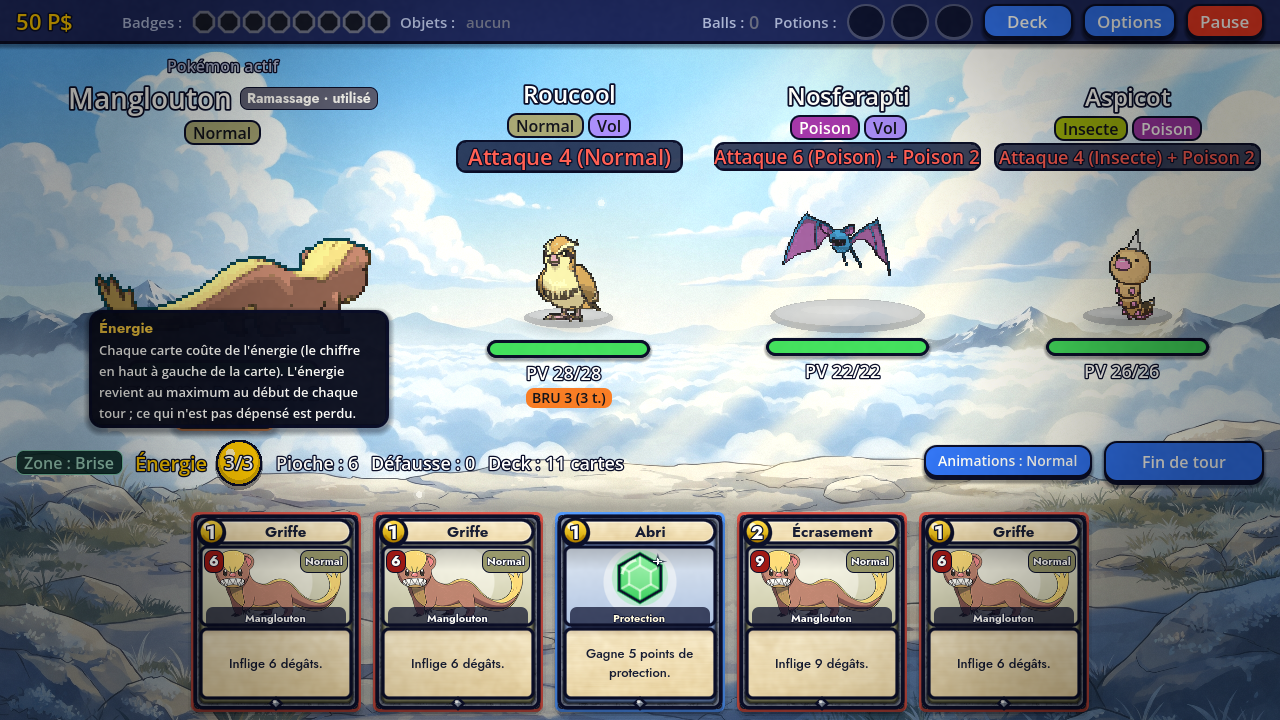 50 P$
Badges :
Objets : aucun
Balls : 0
Potions :
Deck
Options
Pause
Pokémon actif
Manglouton
Ramassage · utilisé
Normal
Roucool
Normal
Vol
Attaque 4 (Normal)
Nosferapti
Poison
Vol
Attaque 6 (Poison) + Poison 2
Aspicot
Insecte
Poison
Attaque 4 (Insecte) + Poison 2
PV 28/28
BRU 3 (3 t.)
PV 22/22
PV 26/26
Énergie
Chaque carte coûte de l'énergie (le chiffre
en haut à gauche de la carte). L'énergie
revient au maximum au début de chaque
tour ; ce qui n'est pas dépensé est perdu.
Zone : Brise
Énergie
3/3
Pioche : 6
Défausse : 0
Deck : 11 cartes
Animations : Normal
Fin de tour
1
Griffe
6
Normal
Manglouton
Inflige 6 dégâts.
1
Griffe
6
Normal
Manglouton
Inflige 6 dégâts.
1
Abri
Protection
Gagne 5 points de
protection.
2
Écrasement
9
Normal
Manglouton
Inflige 9 dégâts.
1
Griffe
6
Normal
Manglouton
Inflige 6 dégâts.